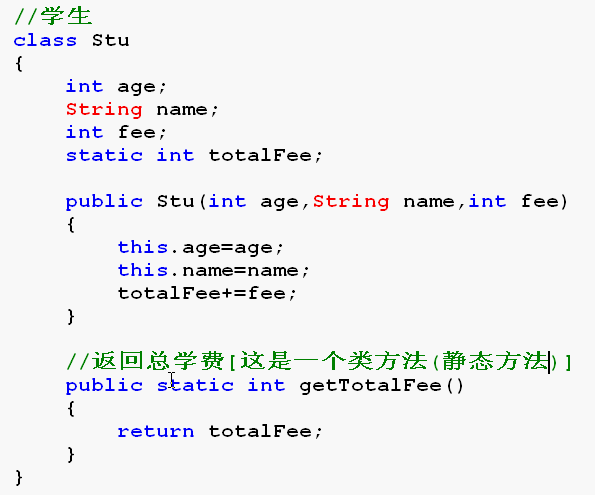 //学生
class Stu
{
int age;
String name;
int fee;
static int totalFee;
public Stu(int age,String name,int fee)
{
this.age=age;
this.name=name;
totalFee+=fee;
}
//返回总学费[这是一个类方法(静态方法)]
public static int getTotalFee()
{
return totalFee;
}
}